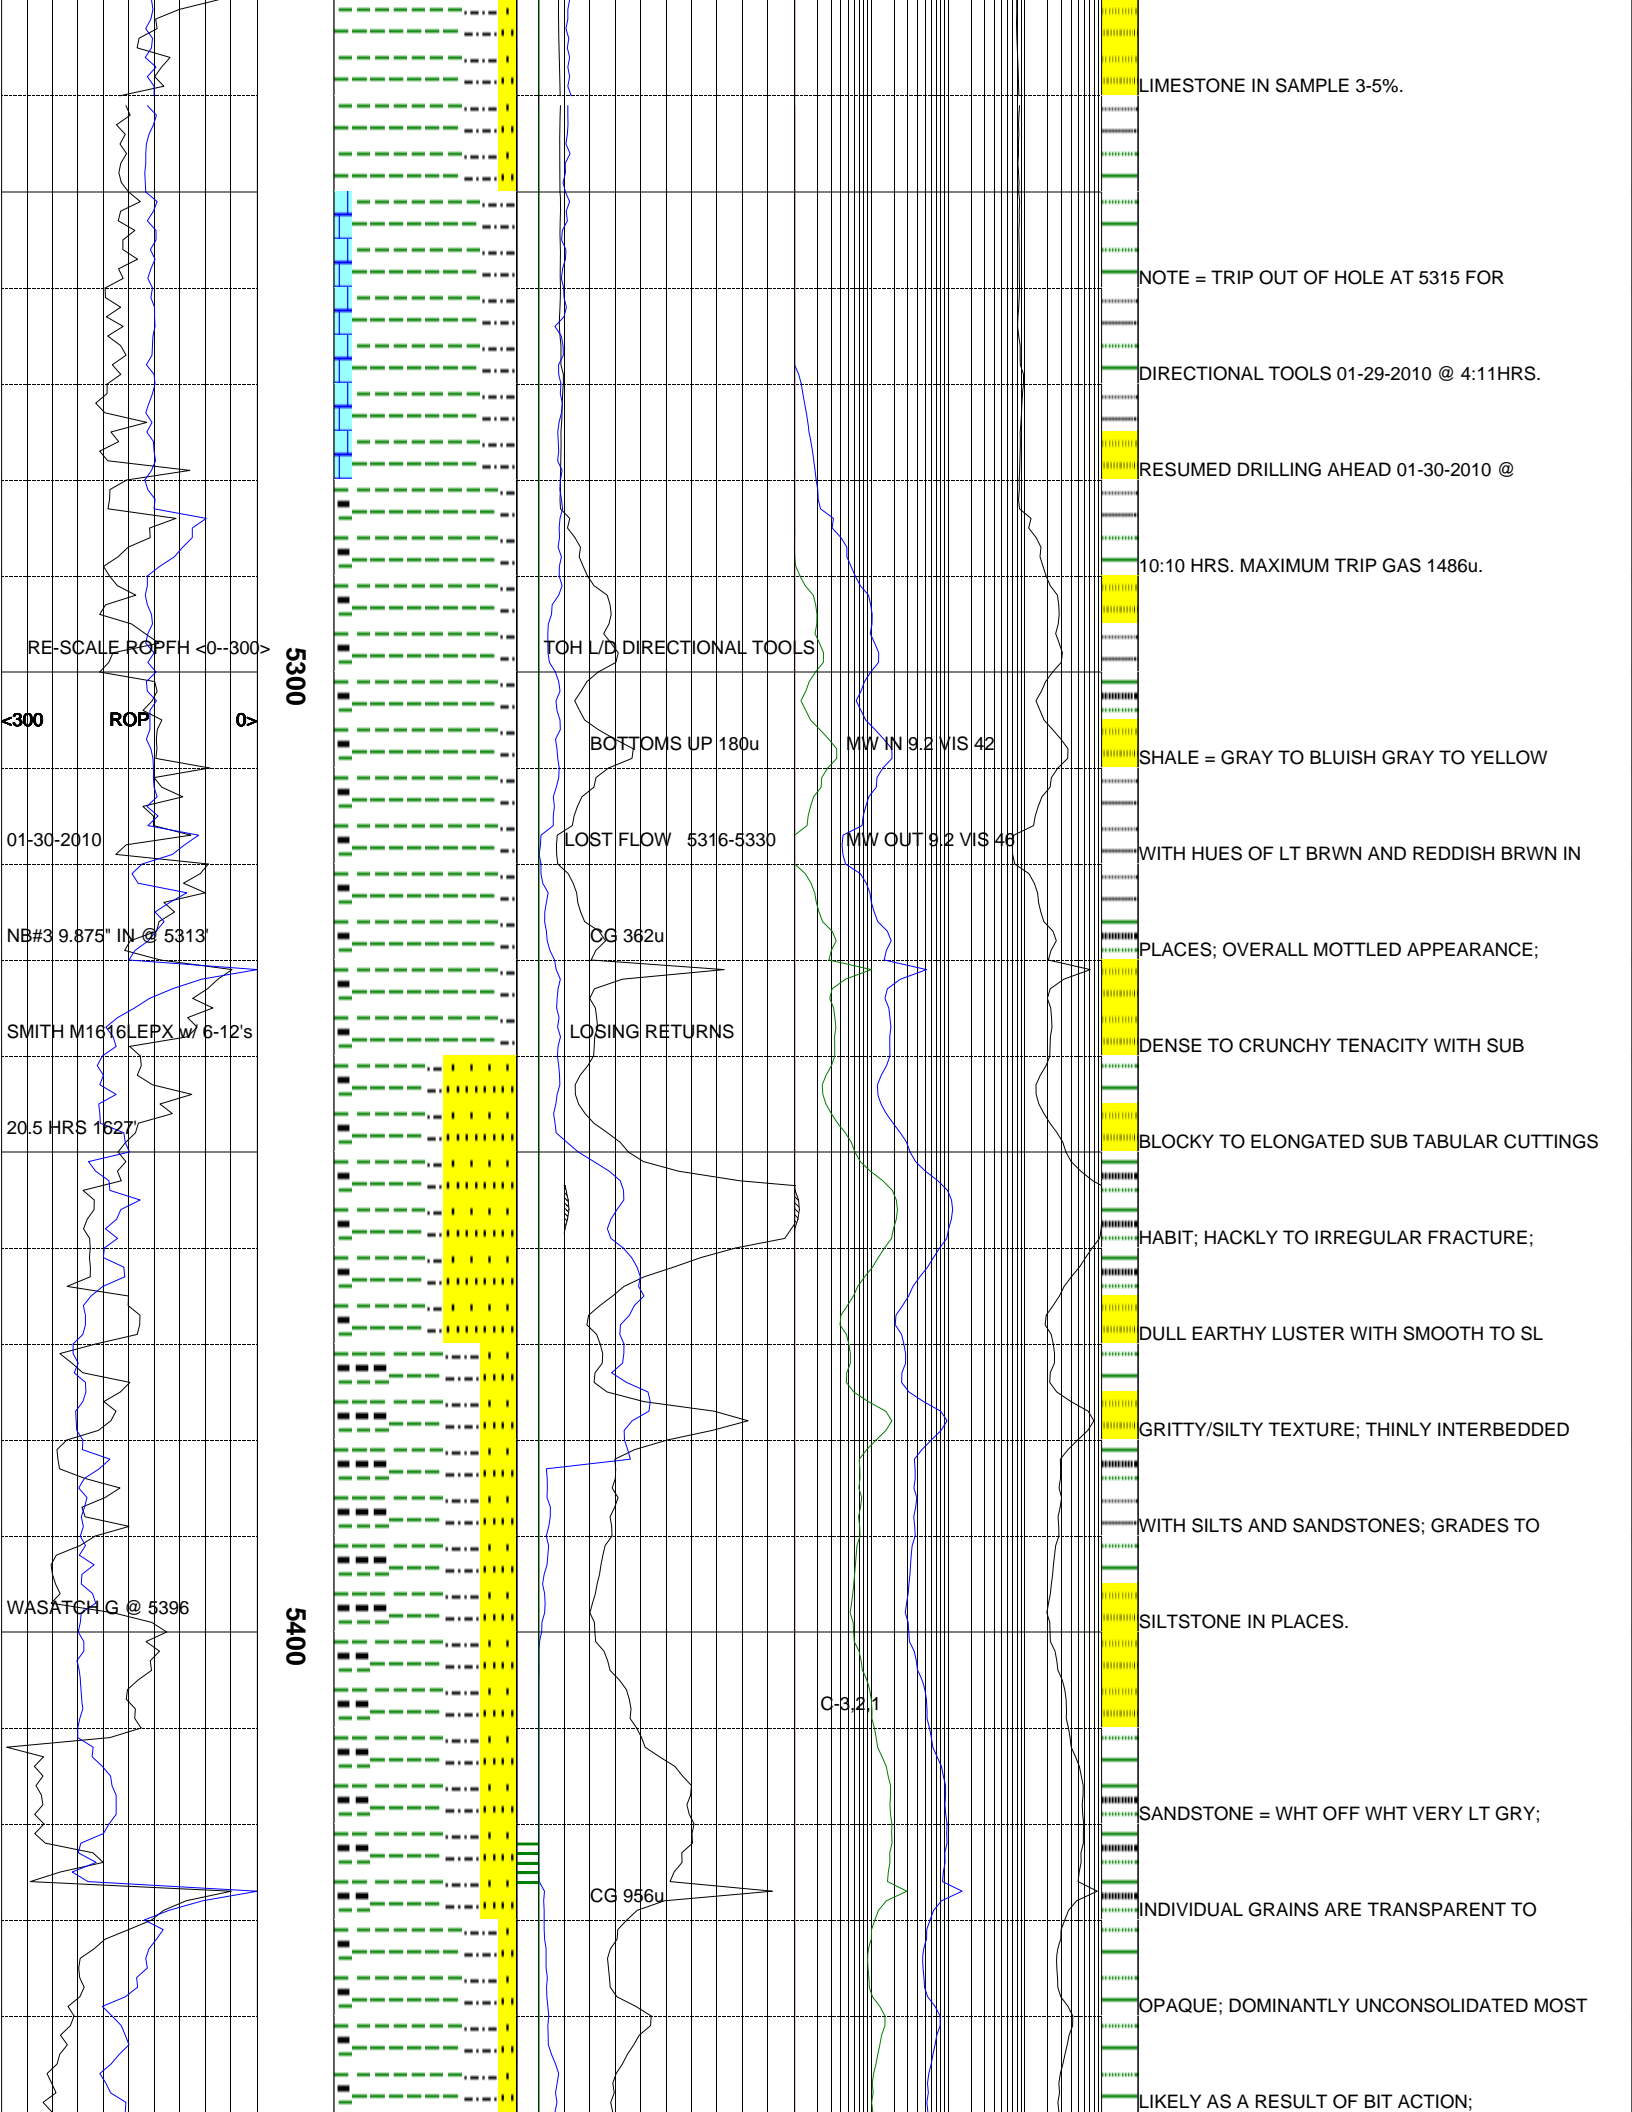 LIMESTONE IN SAMPLE 3-5%.
NOTE = TRIP OUT OF HOLE AT 5315 FOR
DIRECTIONAL TOOLS 01-29-2010 @ 4:11HRS.
RESUMED DRILLING AHEAD 01-30-2010 @
10:10 HRS. MAXIMUM TRIP GAS 1486u.
RE-SCALE ROPFH <0--300>
5300
TOH L/D DIRECTIONAL TOOLS
<300 ROP 0>
BOTTOMS UP 180u
MW IN 9.2 VIS 42
SHALE = GRAY TO BLUISH GRAY TO YELLOW
01-30-2010
LOST FLOW 5316-5330
MW OUT 9.2 VIS 46
WITH HUES OF LT BRWN AND REDDISH BRWN IN
NB#3 9.875" IN @ 5313'
CG 362u
PLACES; OVERALL MOTTLED APPEARANCE;
SMITH M1616LEPX w/ 6-12's
LOSING RETURNS
DENSE TO CRUNCHY TENACITY WITH SUB
20.5 HRS 1627'
BLOCKY TO ELONGATED SUB TABULAR CUTTINGS
HABIT; HACKLY TO IRREGULAR FRACTURE;
DULL EARTHY LUSTER WITH SMOOTH TO SL
GRITTY/SILTY TEXTURE; THINLY INTERBEDDED
WITH SILTS AND SANDSTONES; GRADES TO
WASATCH G @ 5396
5400
SILTSTONE IN PLACES.
C-3,2,1
SANDSTONE = WHT OFF WHT VERY LT GRY;
CG 956u
INDIVIDUAL GRAINS ARE TRANSPARENT TO
OPAQUE; DOMINANTLY UNCONSOLIDATED MOST
LIKELY AS A RESULT OF BIT ACTION;